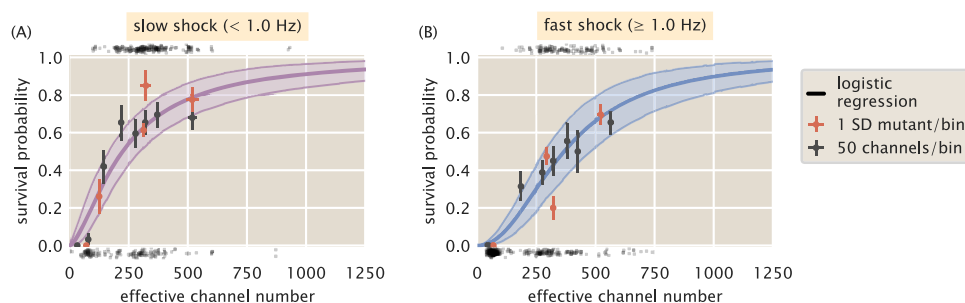 (A)
slow shock (< 1.0 Hz)
survival probability
1.0
0.8
0.6
0.4
0.2
0.0
0 250 500 750 1000 1250
effective channel number
(B)
fast shock (≥ 1.0 Hz)
survival probability
1.0
0.8
0.6
0.4
0.2
0.0
0 250 500 750 1000 1250
effective channel number
logistic
regression
1 SD mutant/bin
50 channels/bin